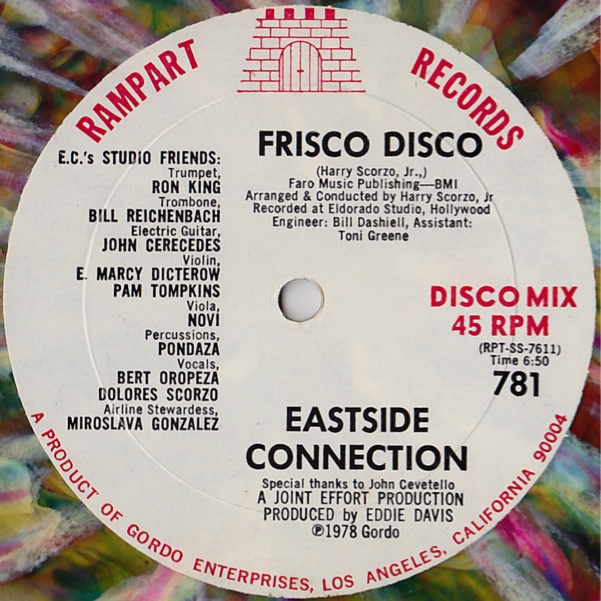 RAMPART RECORDS
E.C.'s STUDIO FRIENDS:
Trumpet,
RON KING
Trombone,
BILL REICHENBACH
Electric Guitar,
JOHN CERECEDES
Violin,
E. MARCY DICTEROW
PAM TOMPKINS
Viola,
NOVI
Percussions,
PONDAZA
Vocals,
BERT OROPEZA
DOLORES SCORZO
Airline Stewardess,
MIROSLAVA GONZALEZ
FRISCO DISCO
(Harry Scorzo, Jr.,)
Faro Music Publishing—BMI
Arranged & Conducted by Harry Scorzo, Jr
Recorded at Eldorado Studio, Hollywood
Engineer: Bill Dashiell, Assistant:
Toni Greene
DISCO MIX
45 RPM
(RPT-SS-7611)
Time 6:50
781
EASTSIDE
CONNECTION
Special thanks to John Cevetello
A JOINT EFFORT PRODUCTION
PRODUCED by EDDIE DAVIS
℗1978 Gordo
A PRODUCT OF GORDO ENTERPRISES, LOS ANGELES, CALIFORNIA 90004